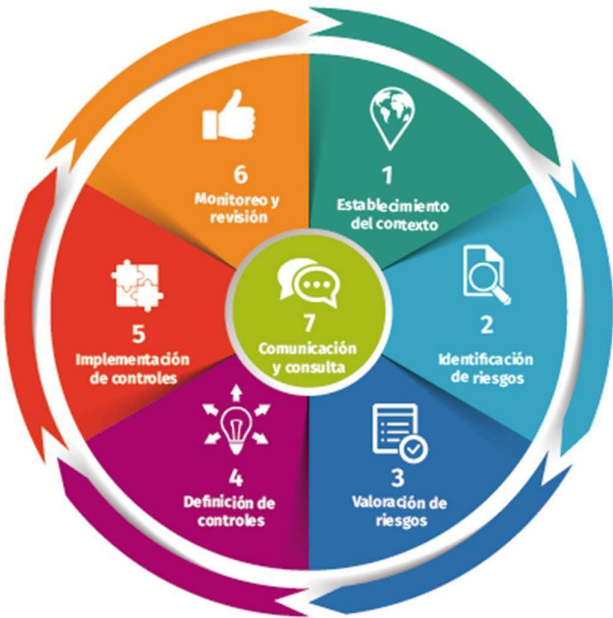 1
Establecimiento
del contexto
2
Identificación
de riesgos
3
Valoración de
riesgos
4
Definición de
controles
5
Implementación
de controles
6
Monitoreo y
revisión
7
Comunicación
y consulta